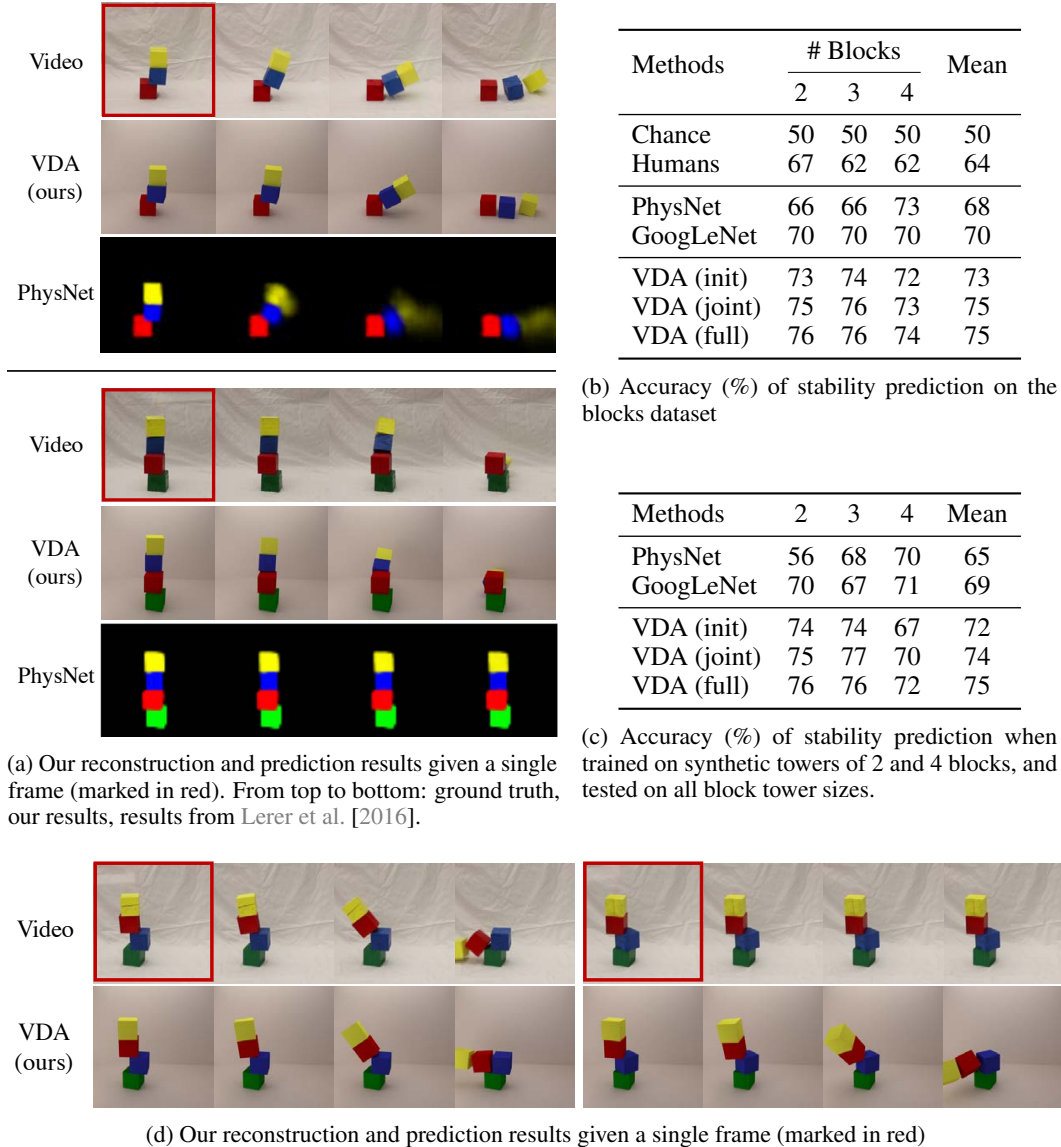 Video
VDA
(ours)
PhysNet
Video
VDA
(ours)
PhysNet
(a) Our reconstruction and prediction results given a single
frame (marked in red). From top to bottom: ground truth,
our results, results from Lerer et al. [2016].
Methods # Blocks Mean
2 3 4
Chance 50 50 50 50
Humans 67 62 62 64
PhysNet 66 66 73 68
GoogLeNet 70 70 70 70
VDA (init) 73 74 72 73
VDA (joint) 75 76 73 75
VDA (full) 76 76 74 75
(b) Accuracy (%) of stability prediction on the
blocks dataset
Methods 2 3 4 Mean
PhysNet 56 68 70 65
GoogLeNet 70 67 71 69
VDA (init) 74 74 67 72
VDA (joint) 75 77 70 74
VDA (full) 76 76 72 75
(c) Accuracy (%) of stability prediction when
trained on synthetic towers of 2 and 4 blocks, and
tested on all block tower sizes.
Video
VDA
(ours)
(d) Our reconstruction and prediction results given a single frame (marked in red)